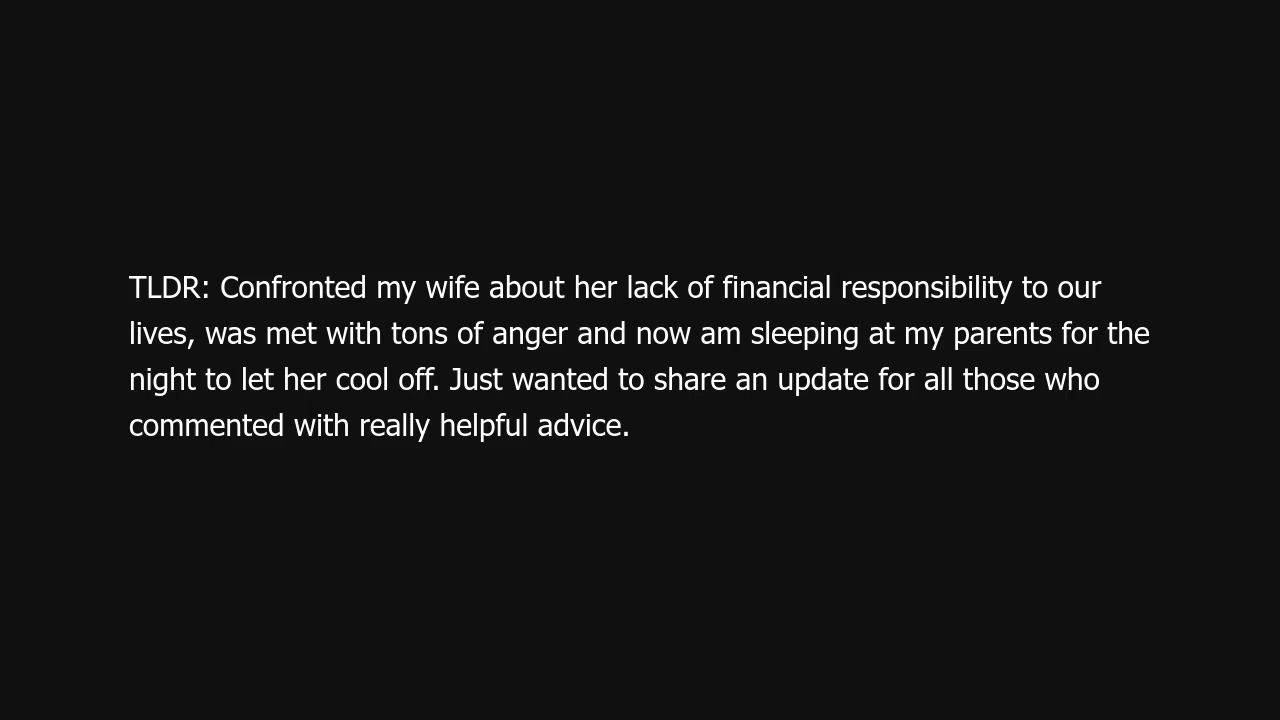 TLDR: Confronted my wife about her lack of financial responsibility to our
lives, was met with tons of anger and now am sleeping at my parents for the
night to let her cool off. Just wanted to share an update for all those who
commented with really helpful advice.